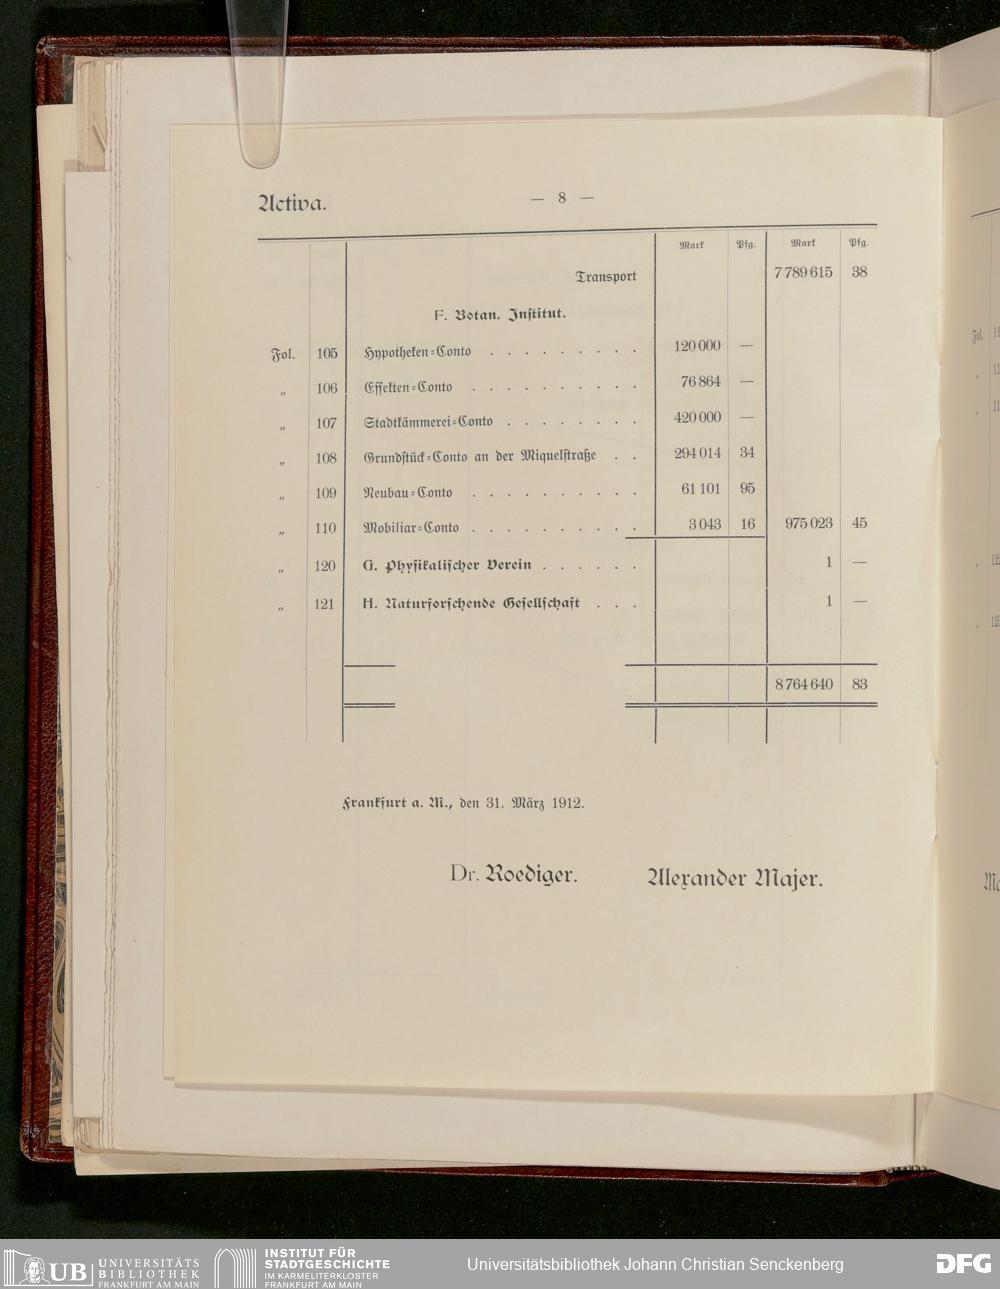 Activa.
— 8 —
Mark Pfg. Mark Pfg.
Transport 7 789 615 38
F. Botan. Institut.
Fol. 105 Hypotheken-Conto . . . . . . . . . 120 000 —
„ 106 Effekten-Conto . . . . . . . . . . 76 864 —
„ 107 Stadtkämmerei-Conto . . . . . . . . 420 000 —
„ 108 Grundstück-Conto an der Miquelstraße . . 294 014 34
„ 109 Neubau-Conto . . . . . . . . . . 61 101 95
„ 110 Mobiliar-Conto . . . . . . . . . . 3 043 16 975 023 45
„ 120 G. Physikalischer Verein . . . . . . 1 —
„ 121 H. Naturforschende Gesellschaft . . . 1 —
8 764 640 83
Frankfurt a. M., den 31. März 1912.
Dr. Roediger. Alexander Majer.
Fol.
UB UNIVERSITÄTS
BIBLIOTHEK
FRANKFURT AM MAIN
INSTITUT FÜR
STADTGESCHICHTE
IM KARMELITERKLOSTER
FRANKFURT AM MAIN
Universitätsbibliothek Johann Christian Senckenberg
DFG